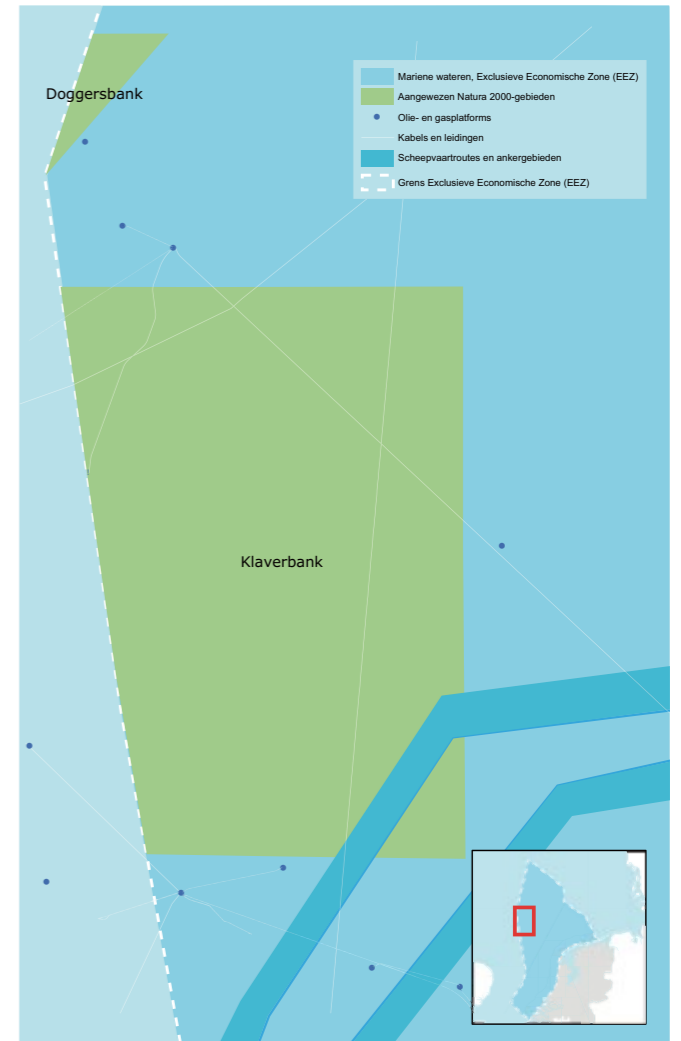 Doggersbank
Mariene wateren, Exclusieve Economische Zone (EEZ)
Aangewezen Natura 2000-gebieden
Olie- en gasplatforms
Kabels en leidingen
Scheepvaartroutes en ankergebieden
Grens Exclusieve Economische Zone (EEZ)
Klaverbank